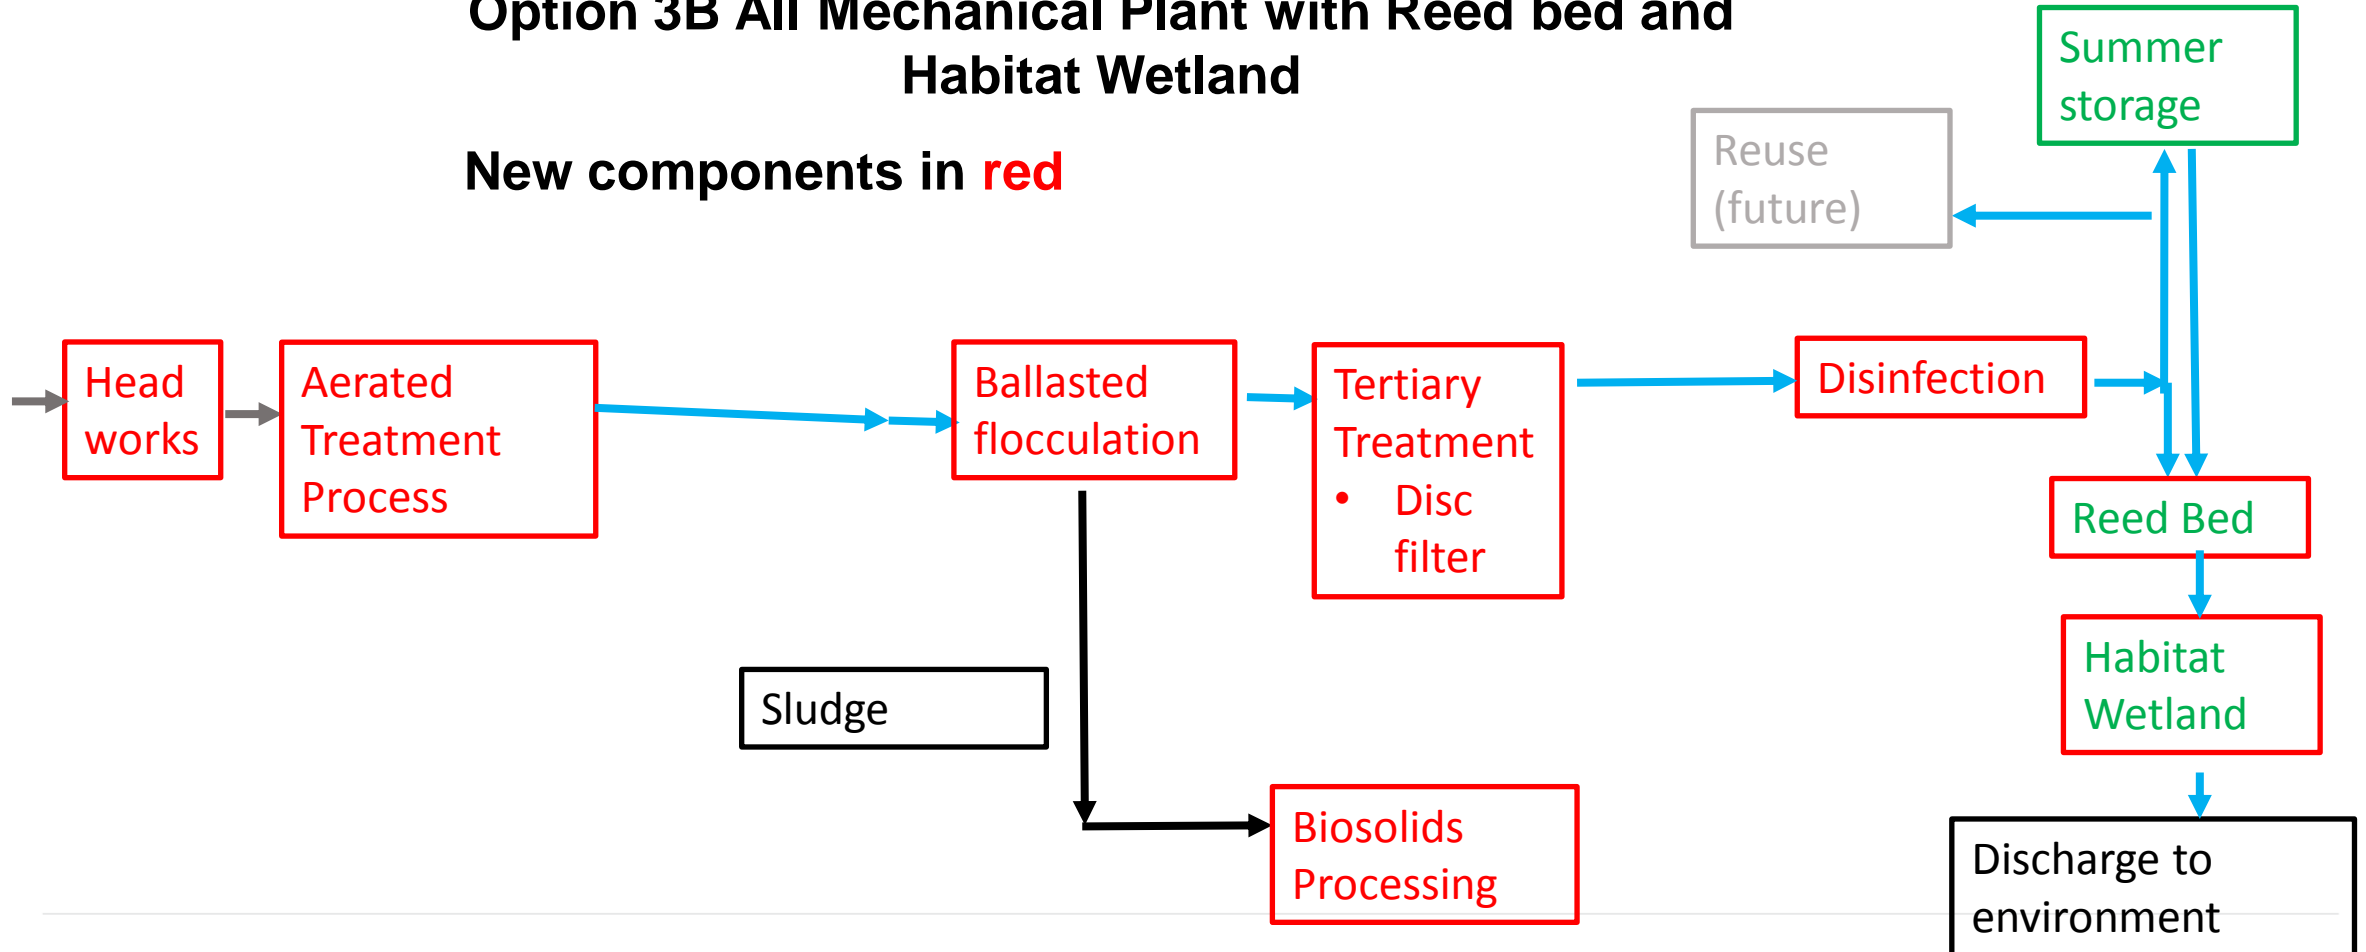 Option 3B All Mechanical Plant with Reed bed and
Habitat Wetland
New components in red
Summer
storage
Reuse
(future)
Head
works
Aerated
Treatment
Process
Ballasted
flocculation
Tertiary
Treatment
• Disc
filter
Disinfection
Reed Bed
Habitat
Wetland
Sludge
Biosolids
Processing
Discharge to
environment